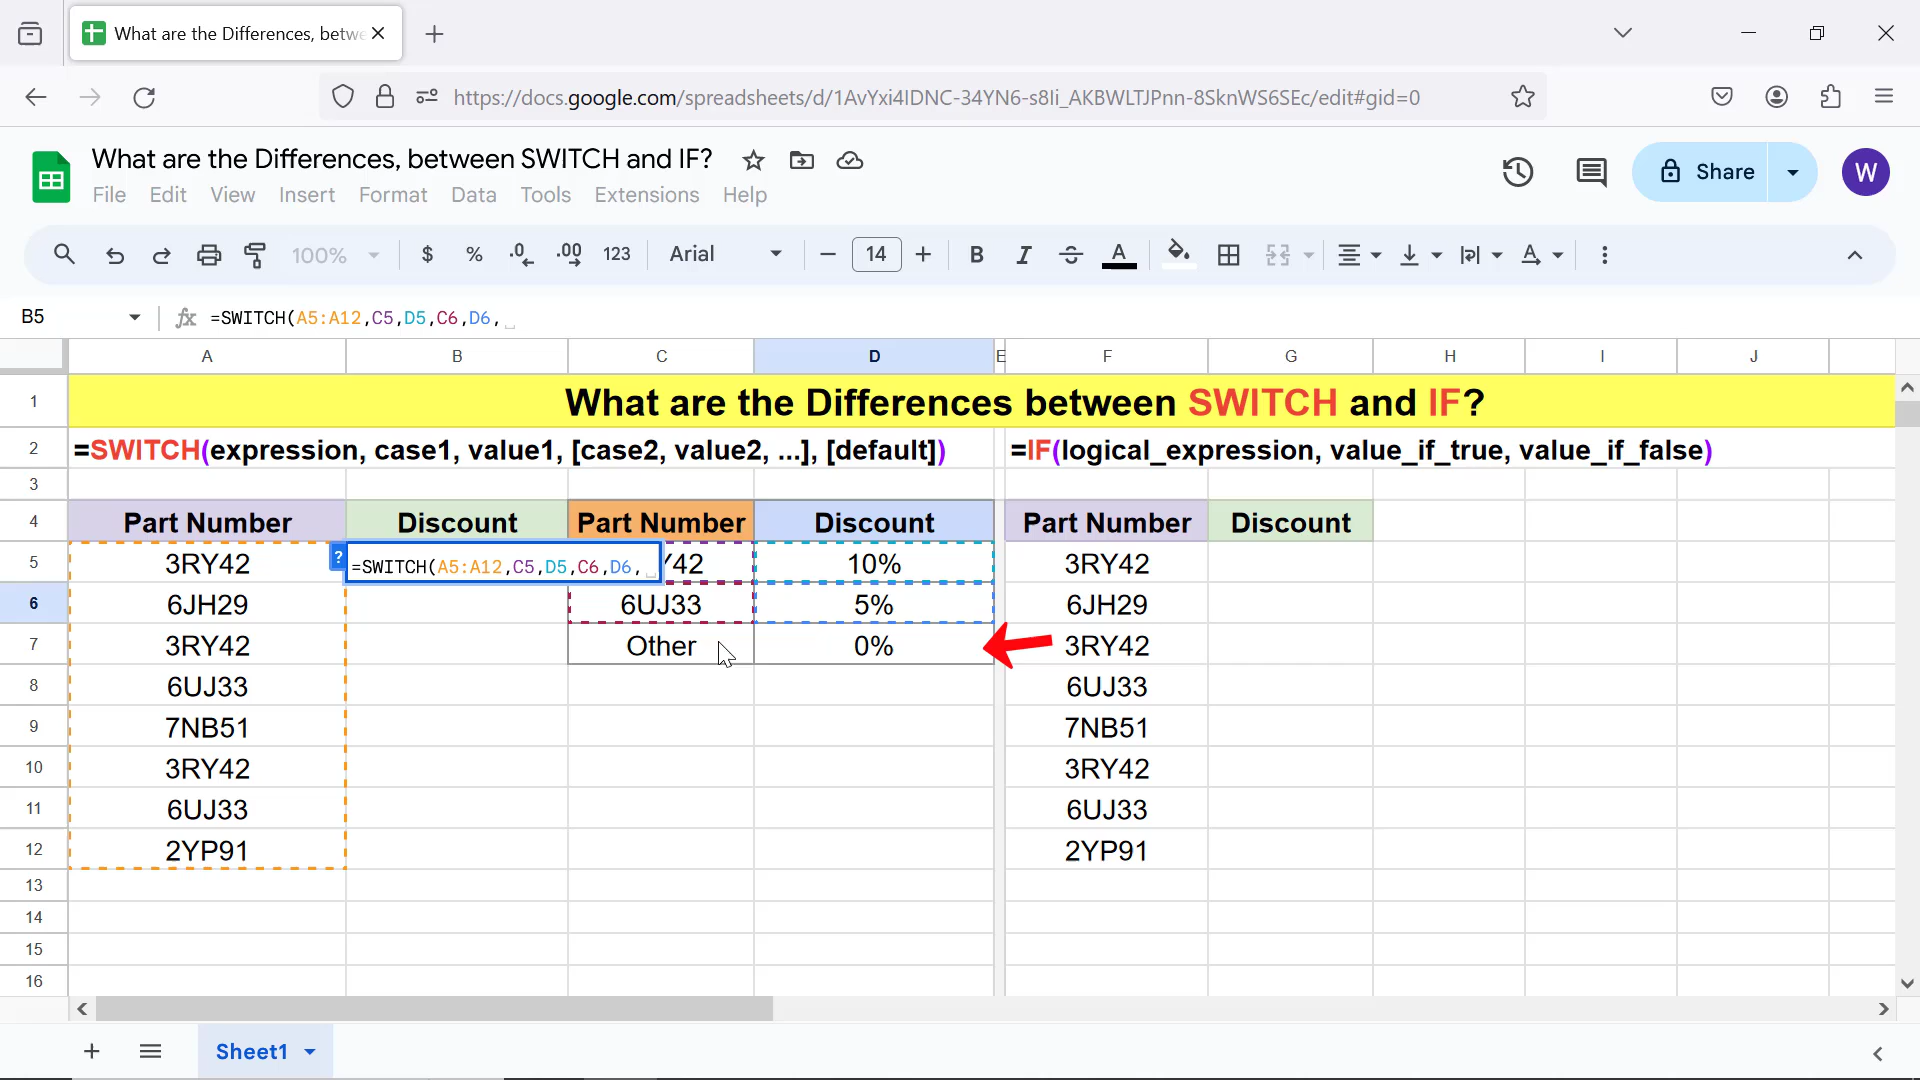 What are the Differences, betwe
https://docs.google.com/spreadsheets/d/1AvYxi4IDNC-34YN6-s8Ii_AKBWLTJPnn-8SknWS6SEc/edit#gid=0
What are the Differences, between SWITCH and IF?
File Edit View Insert Format Data Tools Extensions Help
Share
W
100% $ % .0 .00 123 Arial 14 B I A
B5 fx =SWITCH(A5:A12,C5,D5,C6,D6,
A B C D E F G H I J
1 What are the Differences between SWITCH and IF?
2 =SWITCH(expression, case1, value1, [case2, value2, ...], [default]) =IF(logical_expression, value_if_true, value_if_false)
3
4 Part Number Discount Part Number Discount Part Number Discount
5 3RY42 ? =SWITCH(A5:A12,C5,D5,C6,D6, Y42 10% 3RY42
6 6JH29 6UJ33 5% 6JH29
7 3RY42 Other 0% 3RY42
8 6UJ33 6UJ33
9 7NB51 7NB51
10 3RY42 3RY42
11 6UJ33 6UJ33
12 2YP91 2YP91
13
14
15
16
Sheet1